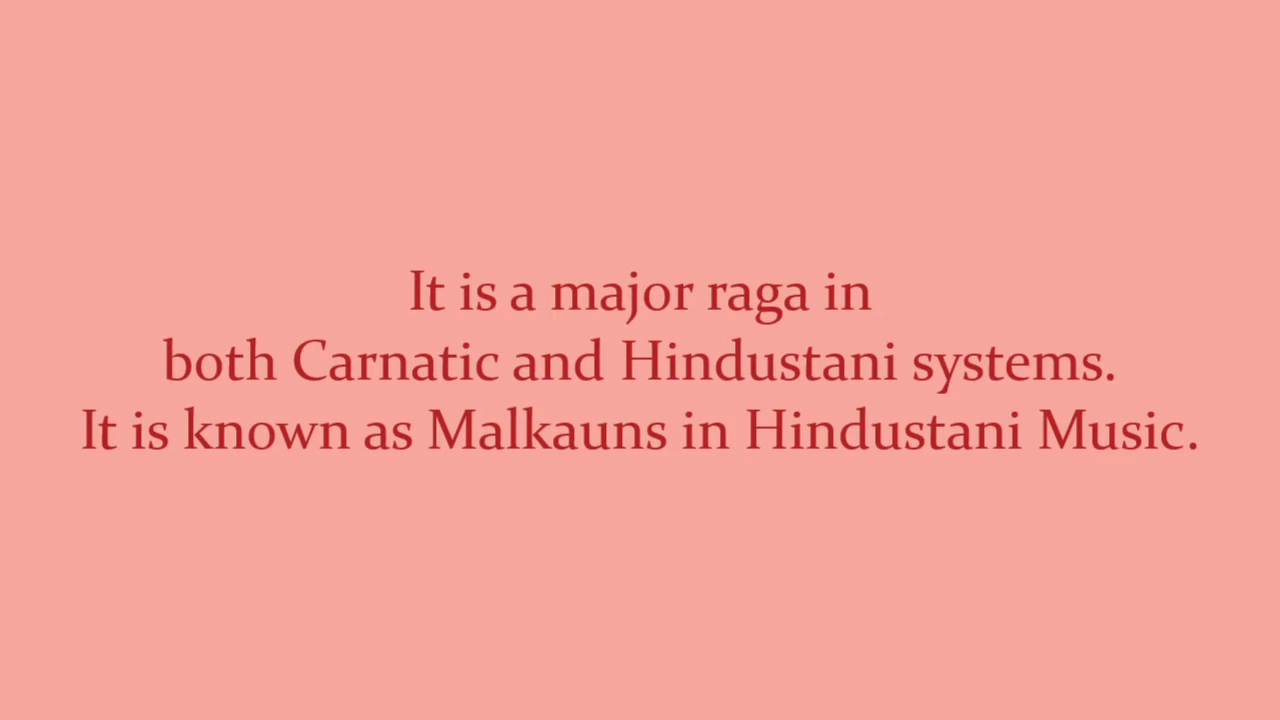 It is a major raga in
both Carnatic and Hindustani systems.
It is known as Malkauns in Hindustani Music.